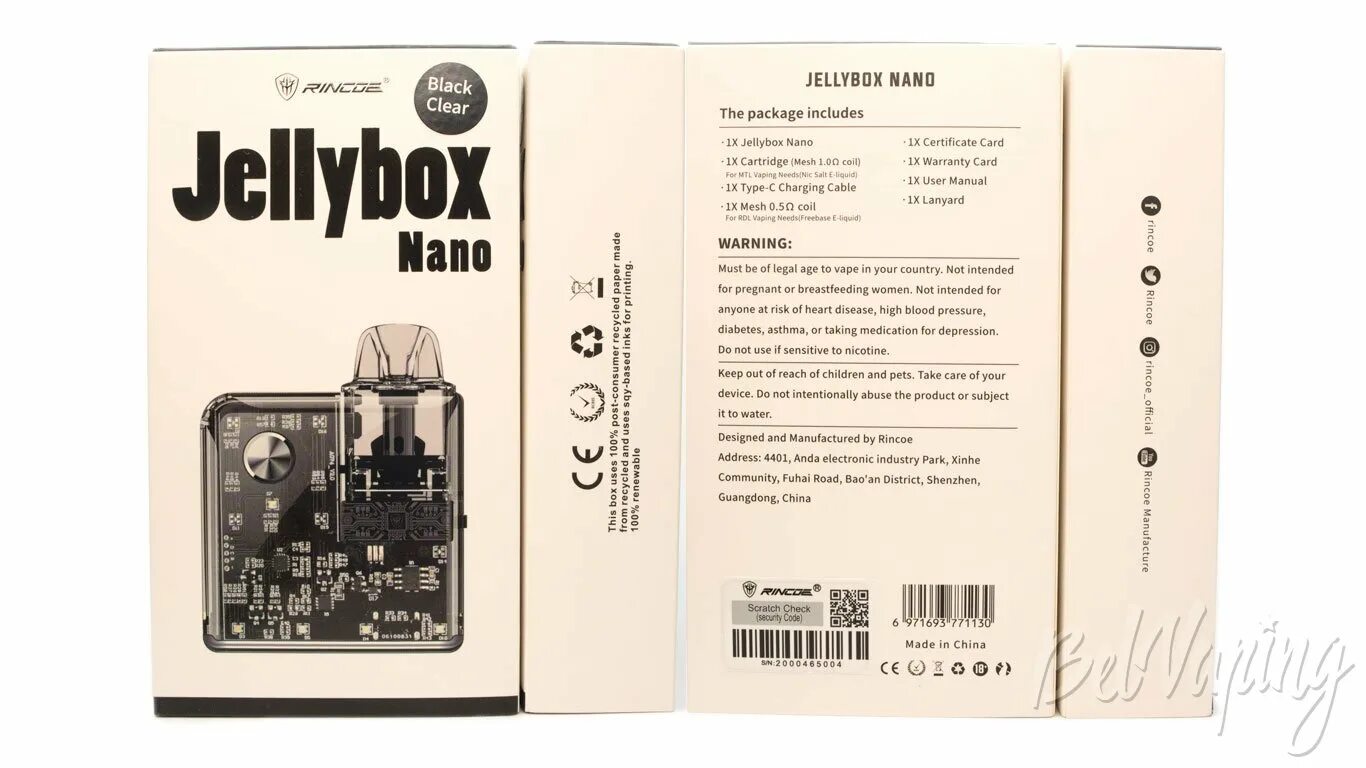 RINCOE®
Black
Clear
Jellybox
Nano
This box uses 100% post-consumer recycled paper made
from recycled and uses sqy-based inks for printing.
100% renewable
CE
JELLYBOX NANO
The package includes
·1X Jellybox Nano
·1X Cartridge (Mesh 1.0Ω coil)
For MTL Vaping Needs(Nic Salt E-liquid)
·1X Type-C Charging Cable
·1X Mesh 0.5Ω coil
For RDL Vaping Needs(Freebase E-liquid)
·1X Certificate Card
·1X Warranty Card
·1X User Manual
·1X Lanyard
WARNING:
Must be of legal age to vape in your country. Not intended
for pregnant or breastfeeding women. Not intended for
anyone at risk of heart disease, high blood pressure,
diabetes, asthma, or taking medication for depression.
Do not use if sensitive to nicotine.
Keep out of reach of children and pets. Take care of your
device. Do not intentionally abuse the product or subject
it to water.
Designed and Manufactured by Rincoe
Address: 4401, Anda electronic industry Park, Xinhe
Community, Fuhai Road, Bao'an District, Shenzhen,
Guangdong, China
RINCOE®
Scratch Check
(security Code)
S/N:2000465004
6 971693 771130
Made in China
CE 18+
rincoe
Rincoe
rincoe_official
Rincoe Manufacture
BelVaping